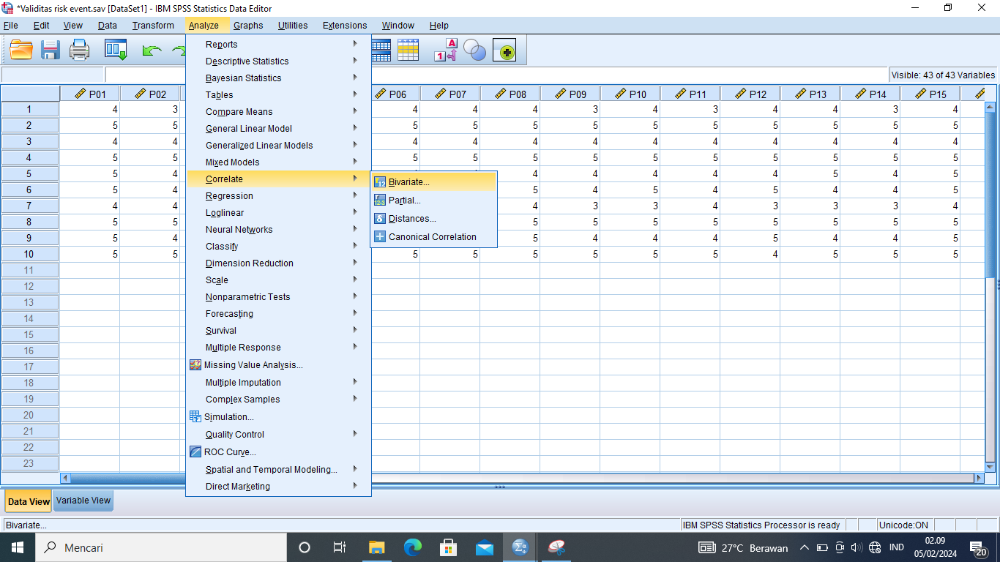 *Validitas risk event.sav [DataSet1] - IBM SPSS Statistics Data Editor
File Edit View Data Transform Analyze Graphs Utilities Extensions Window Help
Visible: 43 of 43 Variables
Reports
Descriptive Statistics
Bayesian Statistics
Tables
Compare Means
General Linear Model
Generalized Linear Models
Mixed Models
Correlate
Regression
Loglinear
Neural Networks
Classify
Dimension Reduction
Scale
Nonparametric Tests
Forecasting
Survival
Multiple Response
Missing Value Analysis...
Multiple Imputation
Complex Samples
Simulation...
Quality Control
ROC Curve...
Spatial and Temporal Modeling...
Direct Marketing
Bivariate...
Partial...
Distances...
Canonical Correlation
P01 P02 P06 P07 P08 P09 P10 P11 P12 P13 P14 P15
1 4 3 4 4 4 3 4 3 4 4 3 4
2 5 5 5 5 5 5 5 5 5 5 5 5
3 4 4 4 4 4 4 4 4 4 4 4 4
4 5 5 5 5 5 5 5 5 5 5 5 5
5 5 4 4 4 4 4 4 5 4 5
6 5 4 5 4 5 4 4 5 4 5
7 4 4 4 3 3 4 3 3 3 4
8 5 5 5 5 5 5 5 5 5 5
9 5 4 5 4 4 4 5 4 4 5
10 5 5 5 5 5 5 5 5 4 5 5 5
11
12
13
14
15
16
17
18
19
20
21
22
23
Data View Variable View
Bivariate... IBM SPSS Statistics Processor is ready Unicode:ON
Mencari 27°C Berawan IND 02.09
05/02/2024 20